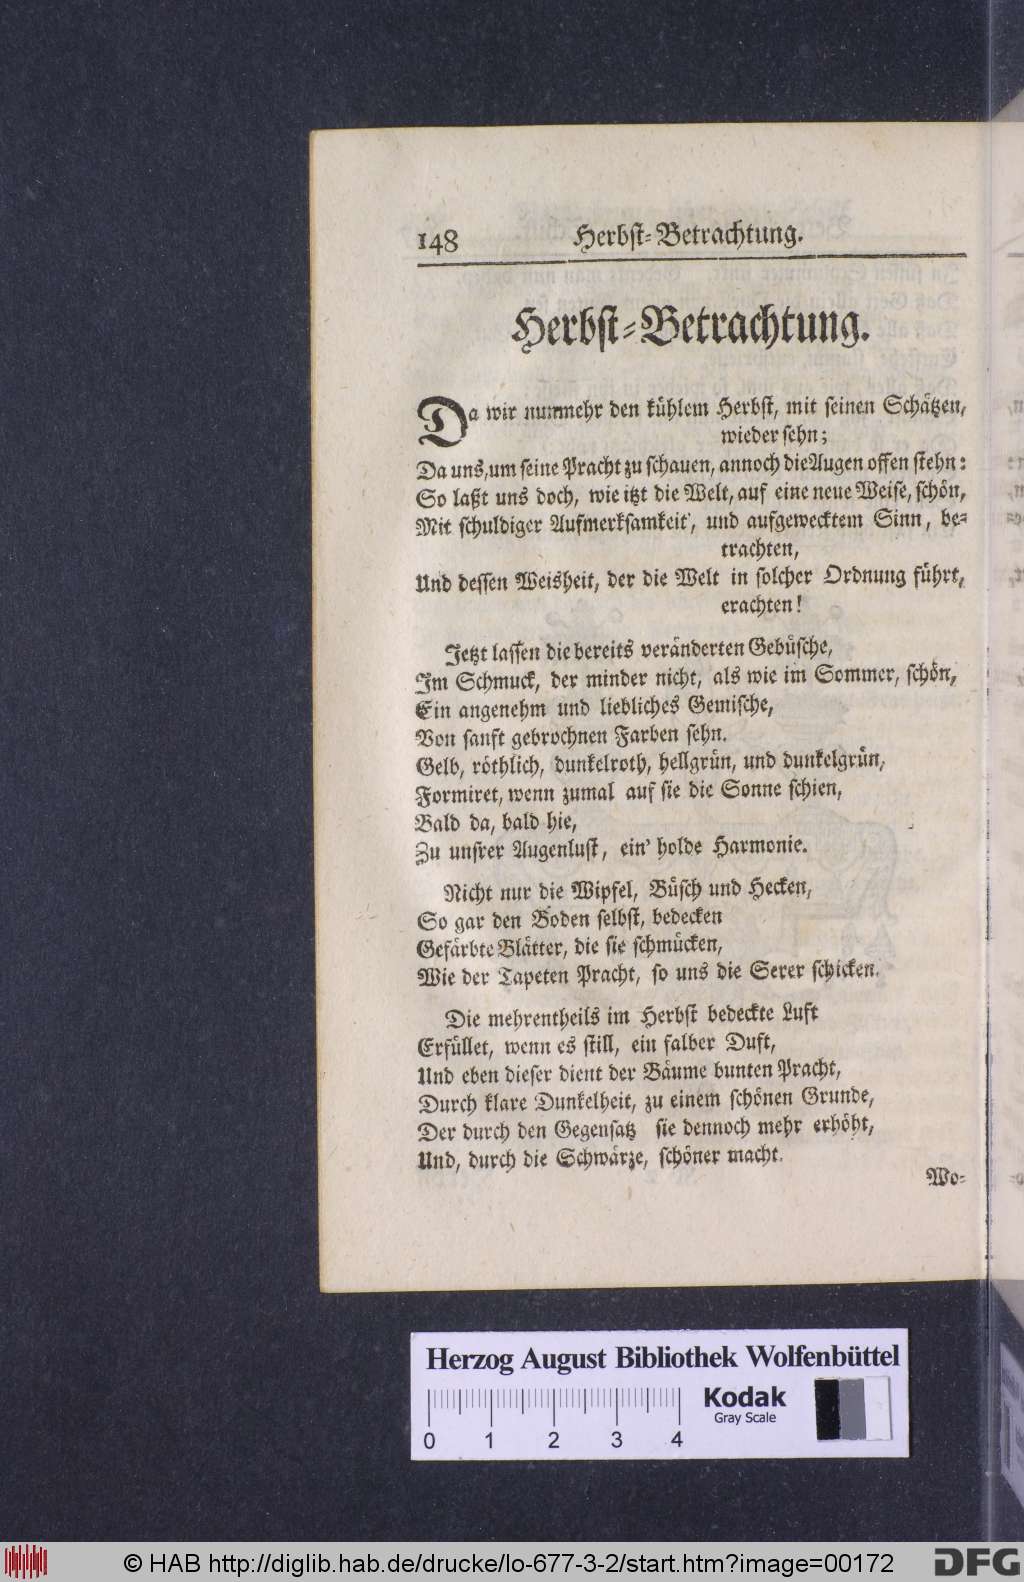 148 Herbſt-Betrachtung.
Herbſt-Betrachtung.
Da wir nunmehr den kühlem Herbſt, mit ſeinen Schätzen,
wieder ſehn;
Da uns, um ſeine Pracht zu ſchauen, annoch die Augen offen ſtehn:
So laßt uns doch, wie itzt die Welt, auf eine neue Weiſe, ſchön,
Mit ſchuldiger Aufmerkſamkeit, und aufgewecktem Sinn, be-
trachten,
Und deſſen Weisheit, der die Welt in ſolcher Ordnung führt,
erachten!
Jetzt laſſen die bereits veränderten Gebüſche,
Im Schmuck, der minder nicht, als wie im Sommer, ſchön,
Ein angenehm und liebliches Gemiſche,
Von ſanft gebrochnen Farben ſehn.
Gelb, röthlich, dunkelroth, hellgrün, und dunkelgrün,
Formiret, wenn zumal auf ſie die Sonne ſchien,
Bald da, bald hie,
Zu unſrer Augenluſt, ein' holde Harmonie.
Nicht nur die Wipfel, Büſch und Hecken,
So gar den Boden ſelbſt, bedecken
Gefärbte Blätter, die ſie ſchmücken,
Wie der Tapeten Pracht, ſo uns die Serer ſchicken.
Die mehrentheils im Herbſt bedeckte Luft
Erfüllet, wenn es ſtill, ein falber Duft,
Und eben dieſer dient der Bäume bunten Pracht,
Durch klare Dunkelheit, zu einem ſchönen Grunde,
Der durch den Gegenſatz ſie dennoch mehr erhöht,
Und, durch die Schwärze, ſchöner macht.
Wo-
Herzog August Bibliothek Wolfenbüttel
0 1 2 3 4
Kodak
Gray Scale
© HAB http://diglib.hab.de/drucke/lo-677-3-2/start.htm?image=00172
DFG